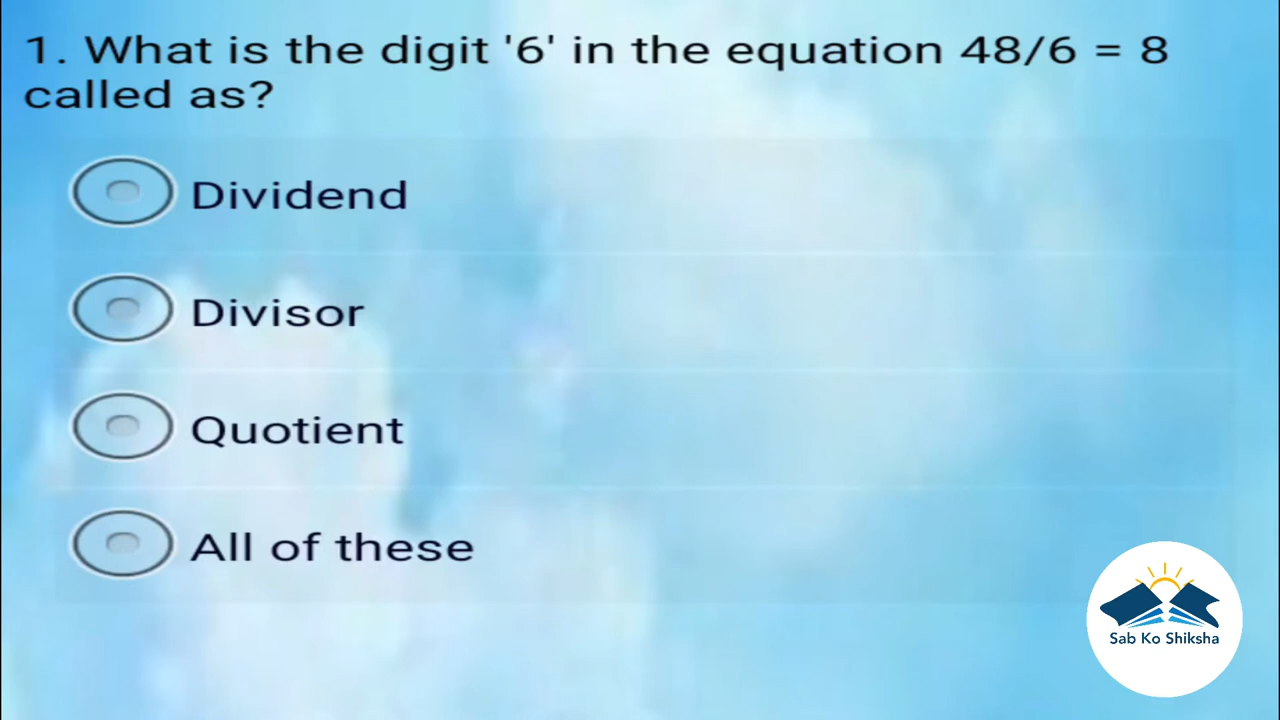 1. What is the digit '6' in the equation 48/6 = 8
called as?
Dividend
Divisor
Quotient
All of these
Sab Ko Shiksha